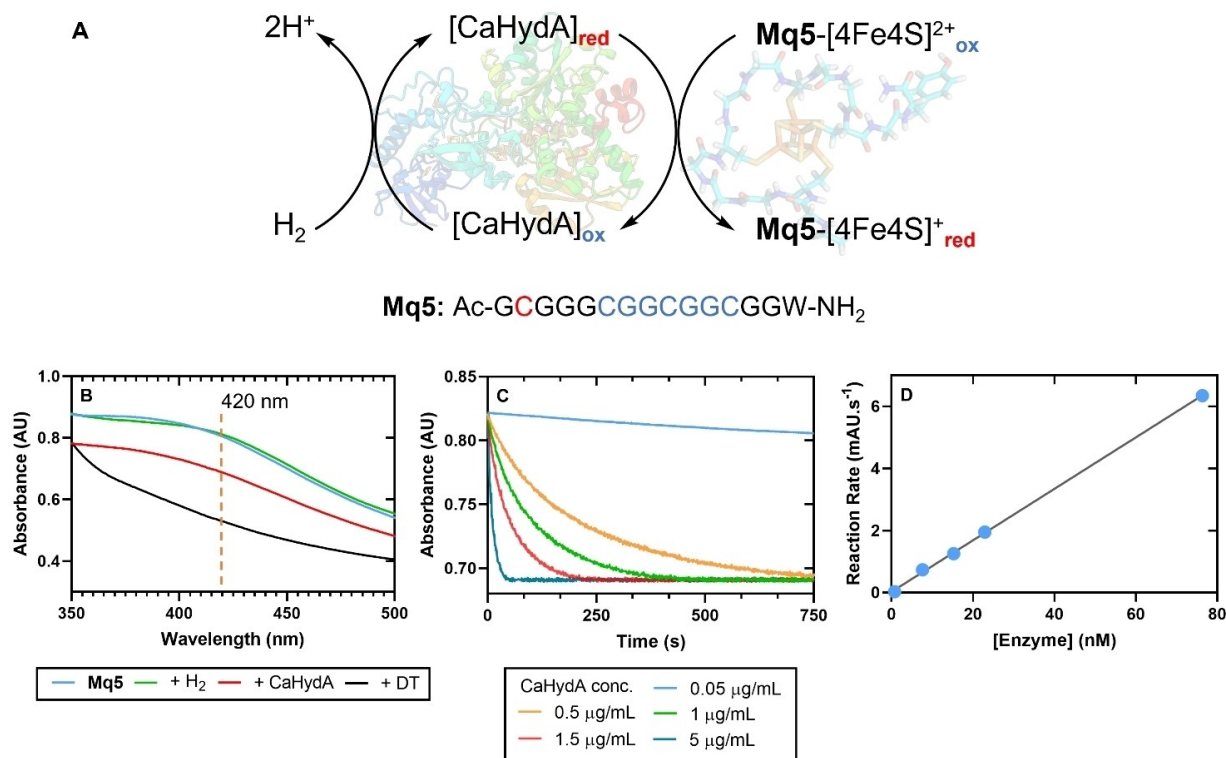 A
2H⁺
[CaHydA]red
Mq5-[4Fe4S]²⁺ox
H₂
[CaHydA]ox
Mq5-[4Fe4S]⁺red
Mq5: Ac-GCGGGCGGCGGCGGW-NH₂
B
420 nm
Absorbance (AU)
1.0
0.8
0.6
0.4
350
400
450
500
Wavelength (nm)
Mq5
+ H₂
+ CaHydA
+ DT
C
Absorbance (AU)
0.85
0.80
0.75
0.70
0
250
500
750
Time (s)
CaHydA conc.
0.05 µg/mL
0.5 µg/mL
1 µg/mL
1.5 µg/mL
5 µg/mL
D
Reaction Rate (mAU.s⁻¹)
6
4
2
0
0
20
40
60
80
[Enzyme] (nM)